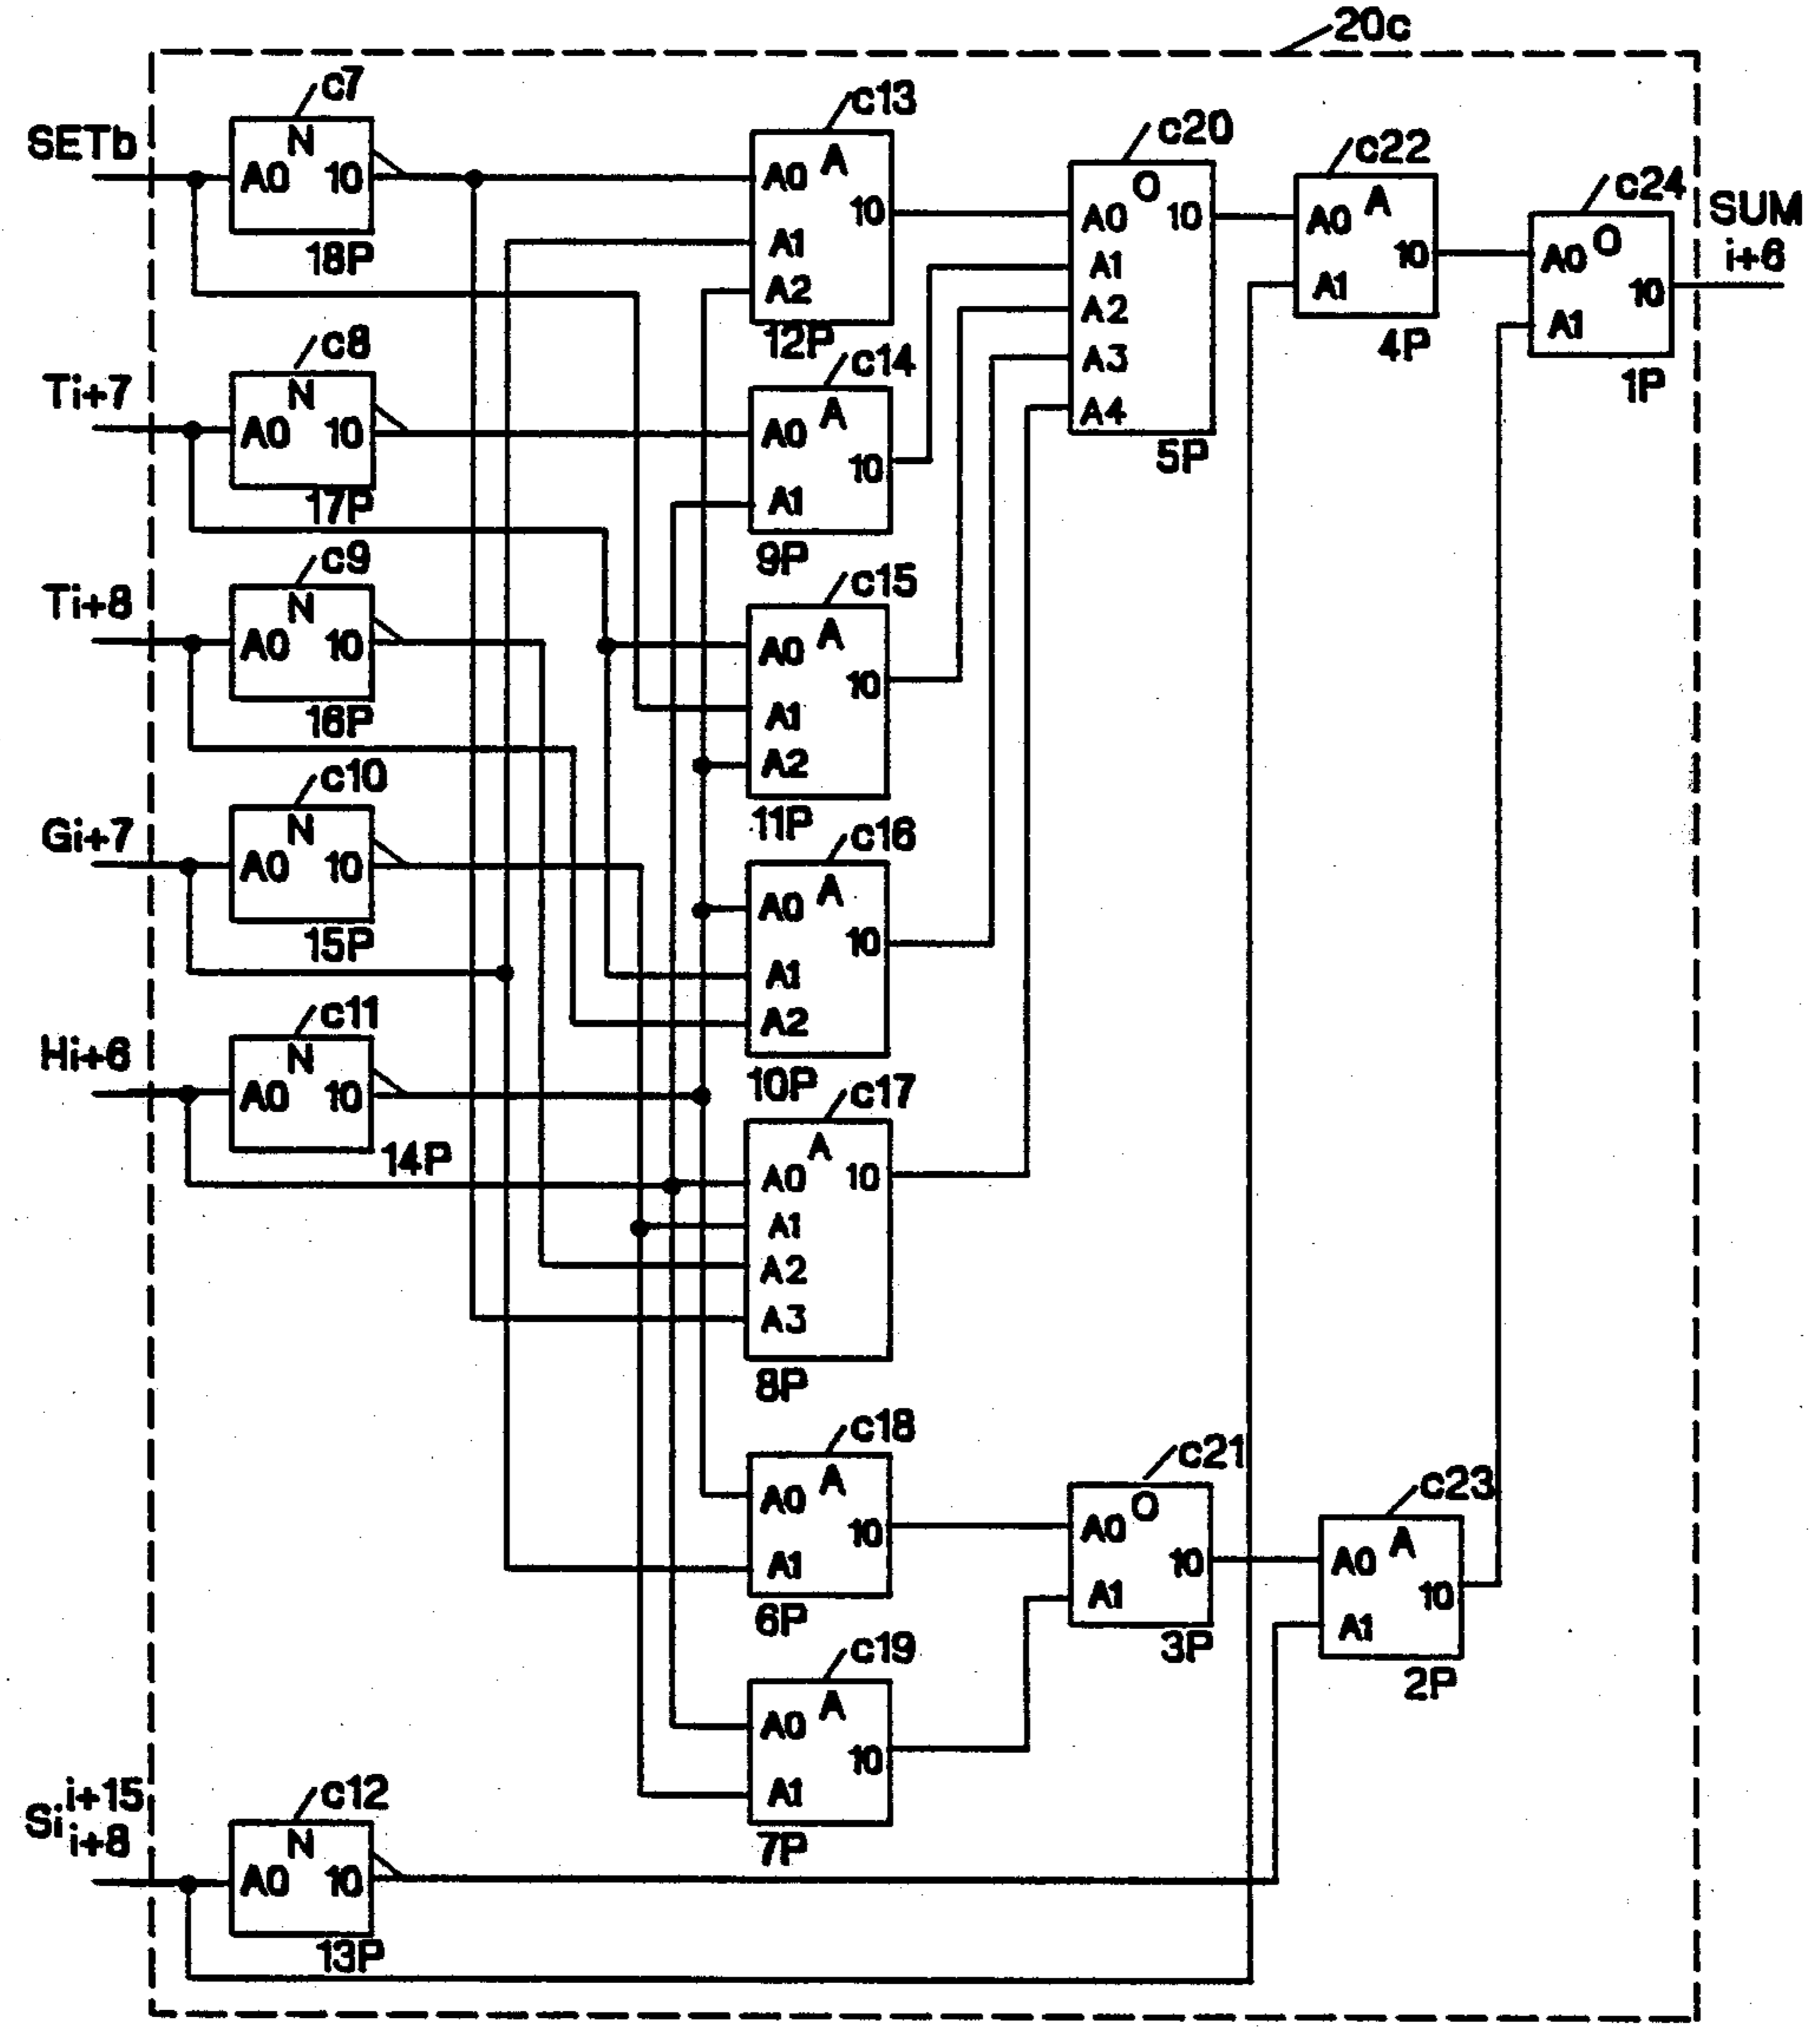 20c
c7
SETb
N
A0 10
18P
c8
Ti+7
N
A0 10
17P
c9
Ti+8
N
A0 10
16P
c10
Gi+7
N
A0 10
15P
c11
Hi+6
N
A0 10
14P
c12
Si i+15
i+8
N
A0 10
13P
c13
A0 A
10
A1
A2
12P
c14
A0 A
10
A1
9P
c15
A0 A
10
A1
A2
11P
c16
A0 A
10
A1
A2
10P
c17
A
A0 10
A1
A2
A3
8P
c18
A0 A
10
A1
6P
c19
A0 A
10
A1
7P
c20
O
A0 10
A1
A2
A3
A4
5P
c21
A0 O
10
A1
3P
c22
A0 A
10
A1
4P
c23
A0 A
10
A1
2P
c24
A0 O
10
A1
1P
SUM
i+6